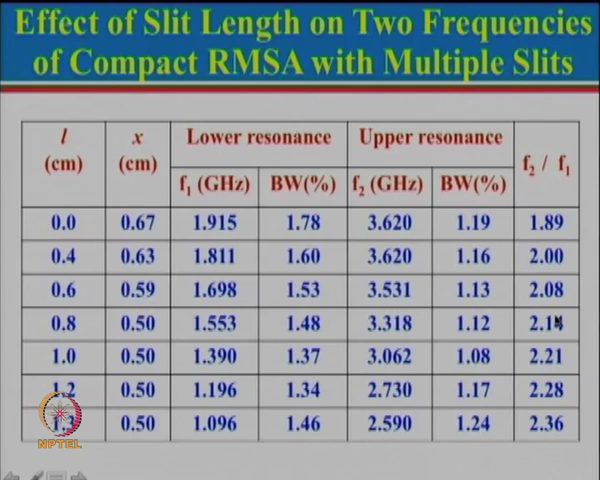 Effect of Slit Length on Two Frequencies
of Compact RMSA with Multiple Slits
l (cm) x (cm) Lower resonance Upper resonance f2 / f1
f1 (GHz) BW(%) f2 (GHz) BW(%)
0.0 0.67 1.915 1.78 3.620 1.19 1.89
0.4 0.63 1.811 1.60 3.620 1.16 2.00
0.6 0.59 1.698 1.53 3.531 1.13 2.08
0.8 0.50 1.553 1.48 3.318 1.12
1.0 0.50 1.390 1.37 3.062 1.08 2.21
1.2 0.50 1.196 1.34 2.730 1.17 2.28
1.3 0.50 1.096 1.46 2.590 1.24 2.36
NPTEL